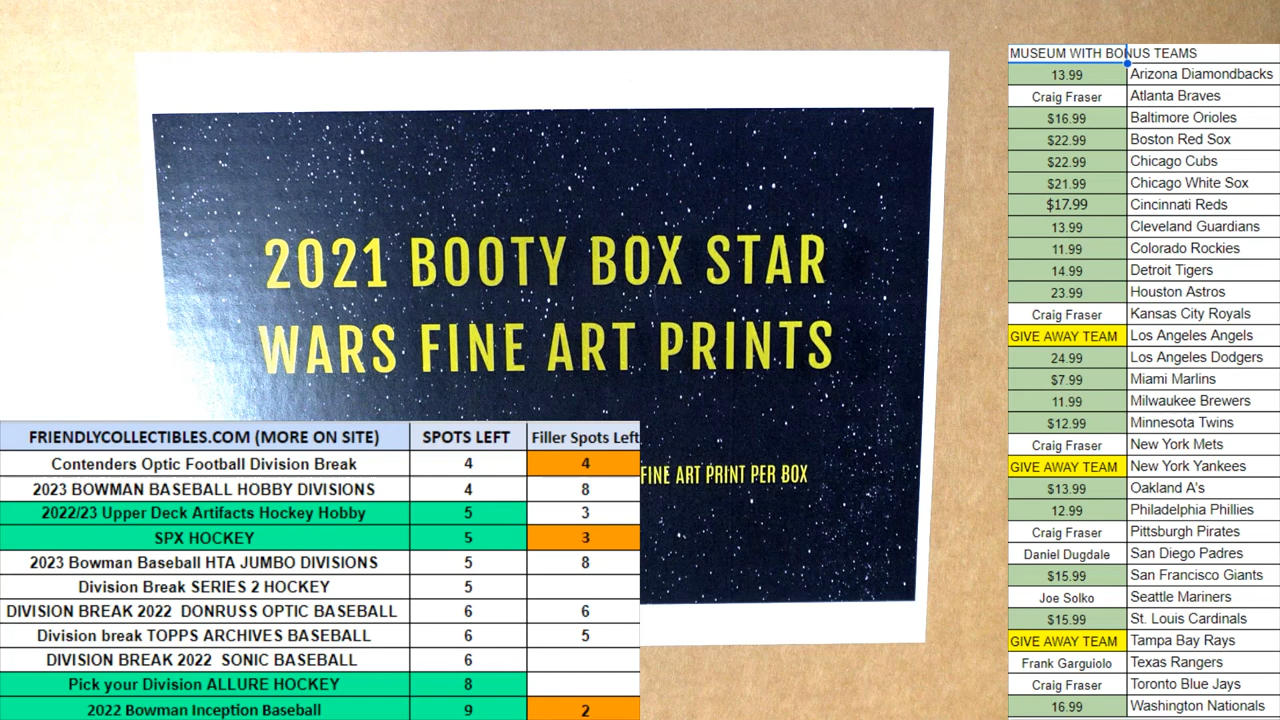 2021 BOOTY BOX STAR
WARS FINE ART PRINTS
FINE ART PRINT PER BOX
FRIENDLYCOLLECTIBLES.COM (MORE ON SITE) SPOTS LEFT Filler Spots Left
Contenders Optic Football Division Break 4 4
2023 BOWMAN BASEBALL HOBBY DIVISIONS 4 8
2022/23 Upper Deck Artifacts Hockey Hobby 5 3
SPX HOCKEY 5 3
2023 Bowman Baseball HTA JUMBO DIVISIONS 5 8
Division Break SERIES 2 HOCKEY 5
DIVISION BREAK 2022 DONRUSS OPTIC BASEBALL 6 6
Division break TOPPS ARCHIVES BASEBALL 6 5
DIVISION BREAK 2022 SONIC BASEBALL 6
Pick your Division ALLURE HOCKEY 8
2022 Bowman Inception Baseball 9 2
MUSEUM WITH BONUS TEAMS
13.99 Arizona Diamondbacks
Craig Fraser Atlanta Braves
$16.99 Baltimore Orioles
$22.99 Boston Red Sox
$22.99 Chicago Cubs
$21.99 Chicago White Sox
$17.99 Cincinnati Reds
13.99 Cleveland Guardians
11.99 Colorado Rockies
14.99 Detroit Tigers
23.99 Houston Astros
Craig Fraser Kansas City Royals
GIVE AWAY TEAM Los Angeles Angels
24.99 Los Angeles Dodgers
$7.99 Miami Marlins
11.99 Milwaukee Brewers
$12.99 Minnesota Twins
Craig Fraser New York Mets
GIVE AWAY TEAM New York Yankees
$13.99 Oakland A's
12.99 Philadelphia Phillies
Craig Fraser Pittsburgh Pirates
Daniel Dugdale San Diego Padres
$15.99 San Francisco Giants
Joe Solko Seattle Mariners
$15.99 St. Louis Cardinals
GIVE AWAY TEAM Tampa Bay Rays
Frank Garguiolo Texas Rangers
Craig Fraser Toronto Blue Jays
16.99 Washington Nationals